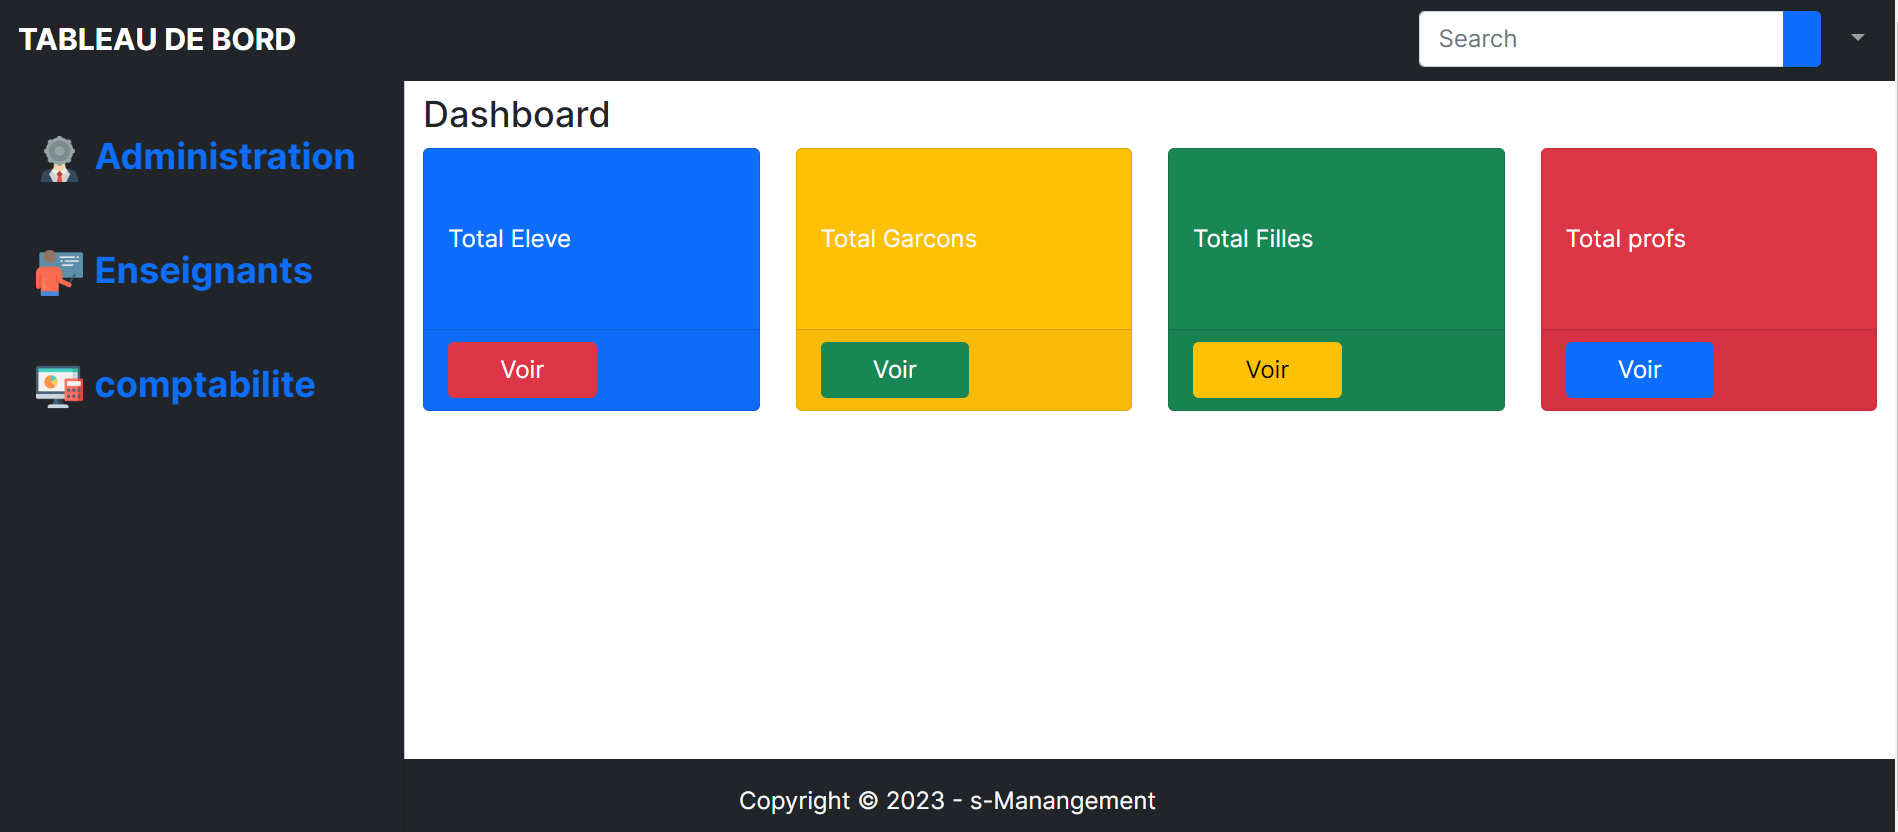 TABLEAU DE BORD
Search
Administration
Enseignants
comptabilite
Dashboard
Total Eleve
Voir
Total Garcons
Voir
Total Filles
Voir
Total profs
Voir
Copyright © 2023 - s-Manangement